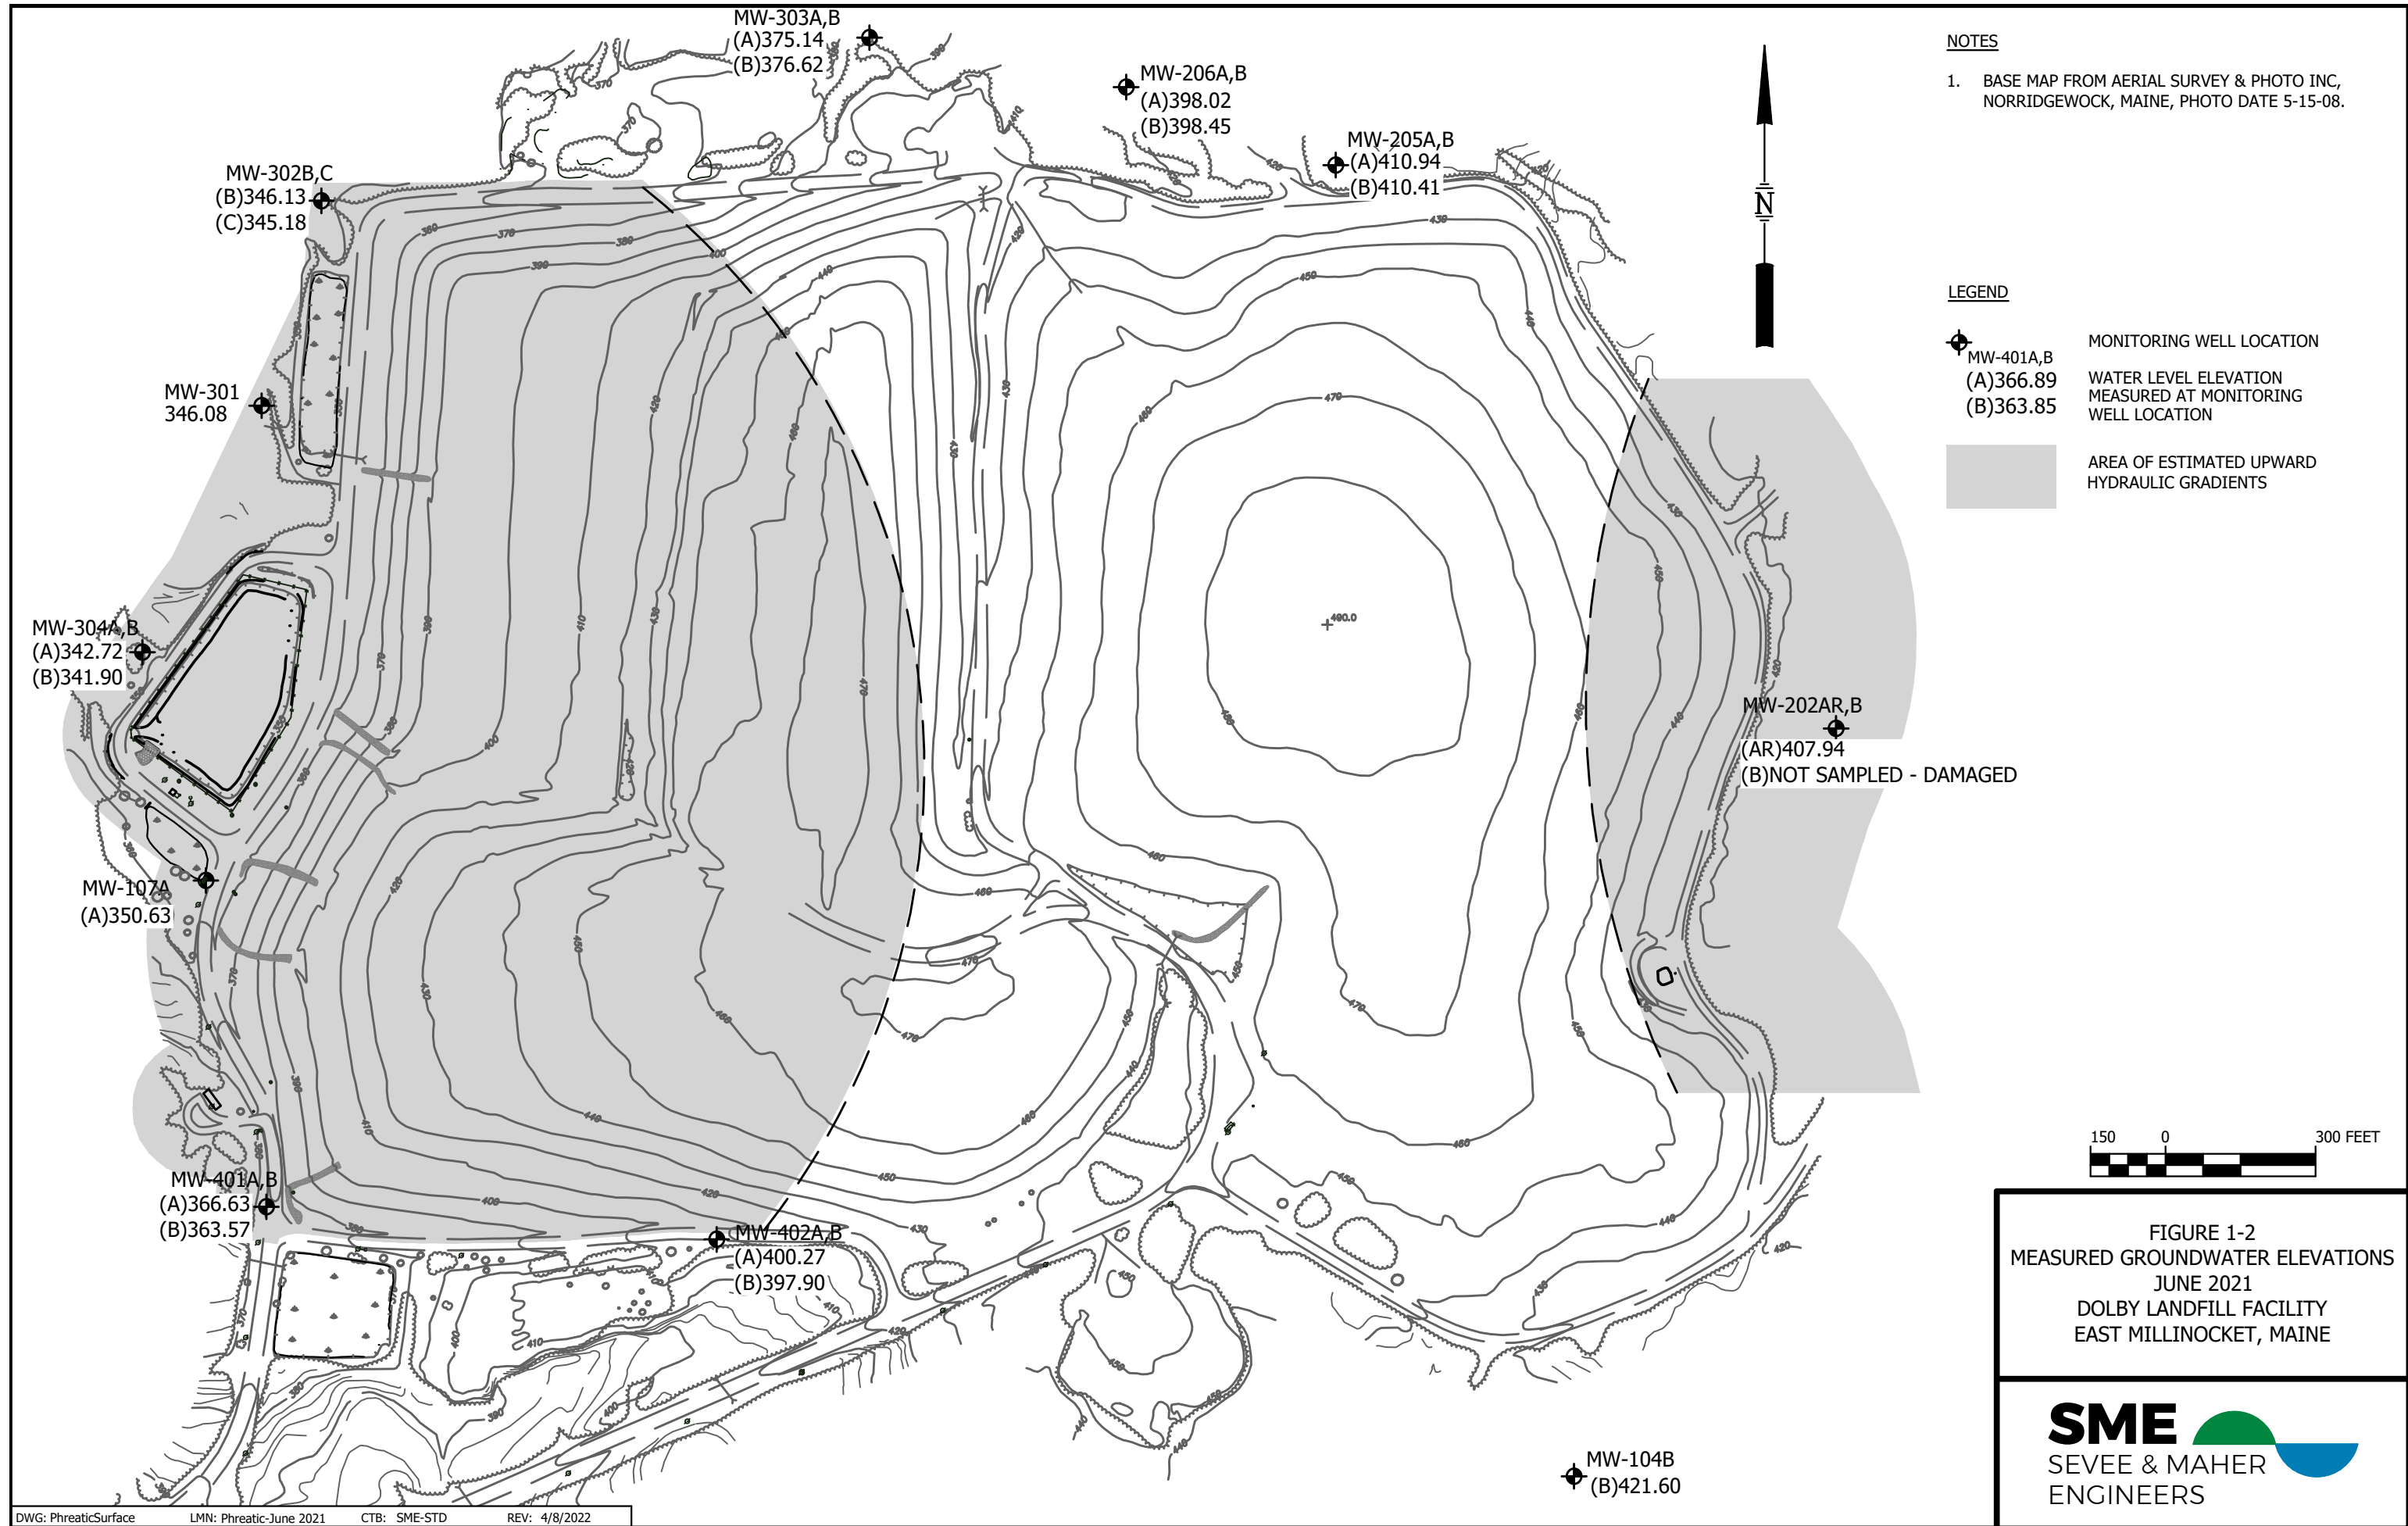 MW-303A,B
(A)375.14
(B)376.62
MW-206A,B
(A)398.02
(B)398.45
MW-205A,B
(A)410.94
(B)410.41
MW-302B,C
(B)346.13
(C)345.18
MW-301
346.08
MW-304A,B
(A)342.72
(B)341.90
MW-107A
(A)350.63
MW-401A,B
(A)366.63
(B)363.57
MW-402A,B
(A)400.27
(B)397.90
MW-202AR,B
(AR)407.94
(B)NOT SAMPLED - DAMAGED
MW-104B
(B)421.60
490.0
N
NOTES
1. BASE MAP FROM AERIAL SURVEY & PHOTO INC,
NORRIDGEWOCK, MAINE, PHOTO DATE 5-15-08.
LEGEND
MONITORING WELL LOCATION
MW-401A,B
(A)366.89
(B)363.85
WATER LEVEL ELEVATION
MEASURED AT MONITORING
WELL LOCATION
AREA OF ESTIMATED UPWARD
HYDRAULIC GRADIENTS
150 0 300 FEET
FIGURE 1-2
MEASURED GROUNDWATER ELEVATIONS
JUNE 2021
DOLBY LANDFILL FACILITY
EAST MILLINOCKET, MAINE
SME
SEVEE & MAHER
ENGINEERS
DWG: PhreaticSurface LMN: Phreatic-June 2021 CTB: SME-STD REV: 4/8/2022